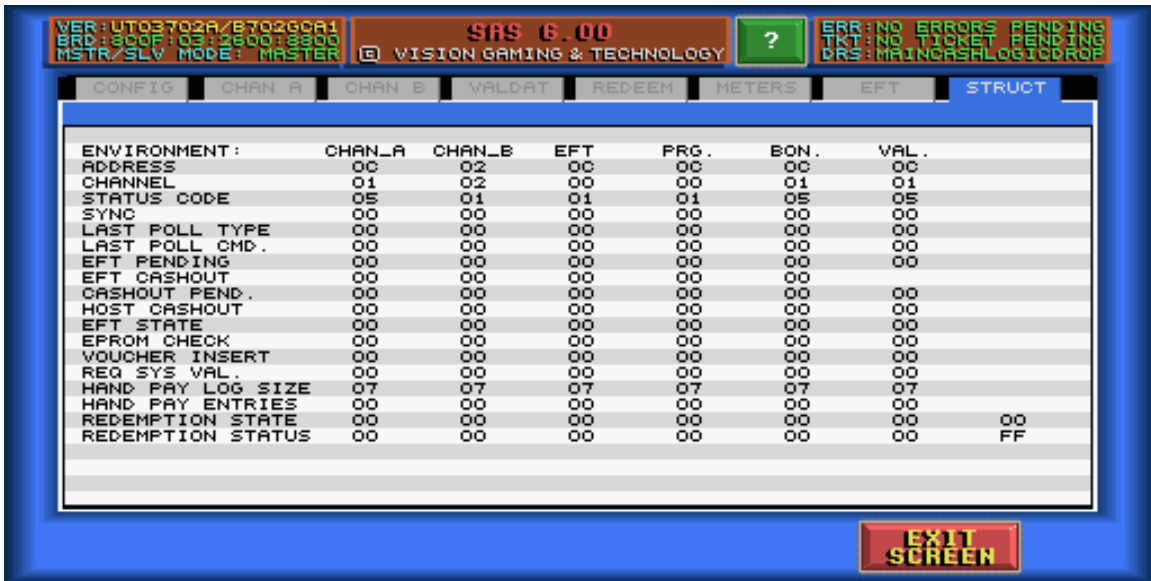 VER:UT03702A/B702GCA1
BRD:8C0F:03:2600:8800
MSTR/SLV MODE: MASTER
SAS 6.00
© VISION GAMING & TECHNOLOGY
?
ERR:NO ERRORS PENDING
TKT:NO TICKET PENDING
DRS:MAINCASHLOGICDROP
CONFIG CHAN A CHAN B VALDAT REDEEM METERS EFT STRUCT
ENVIRONMENT: CHAN_A CHAN_B EFT PRG. BON. VAL.
ADDRESS 0C 02 0C 0C 0C 0C
CHANNEL 01 02 00 00 01 01
STATUS CODE 05 01 01 01 05 05
SYNC 00 00 00 00 00 00
LAST POLL TYPE 00 00 00 00 00 00
LAST POLL CMD. 00 00 00 00 00 00
EFT PENDING 00 00 00 00 00 00
EFT CASHOUT 00 00 00 00 00
CASHOUT PEND. 00 00 00 00 00 00
HOST CASHOUT 00 00 00 00 00 00
EFT STATE 00 00 00 00 00 00
EPROM CHECK 00 00 00 00 00 00
VOUCHER INSERT 00 00 00 00 00 00
REQ SYS VAL. 00 00 00 00 00 00
HAND PAY LOG SIZE 07 07 07 07 07 07
HAND PAY ENTRIES 00 00 00 00 00 00
REDEMPTION STATE 00 00 00 00 00 00 00
REDEMPTION STATUS 00 00 00 00 00 00 FF
EXIT
SCREEN